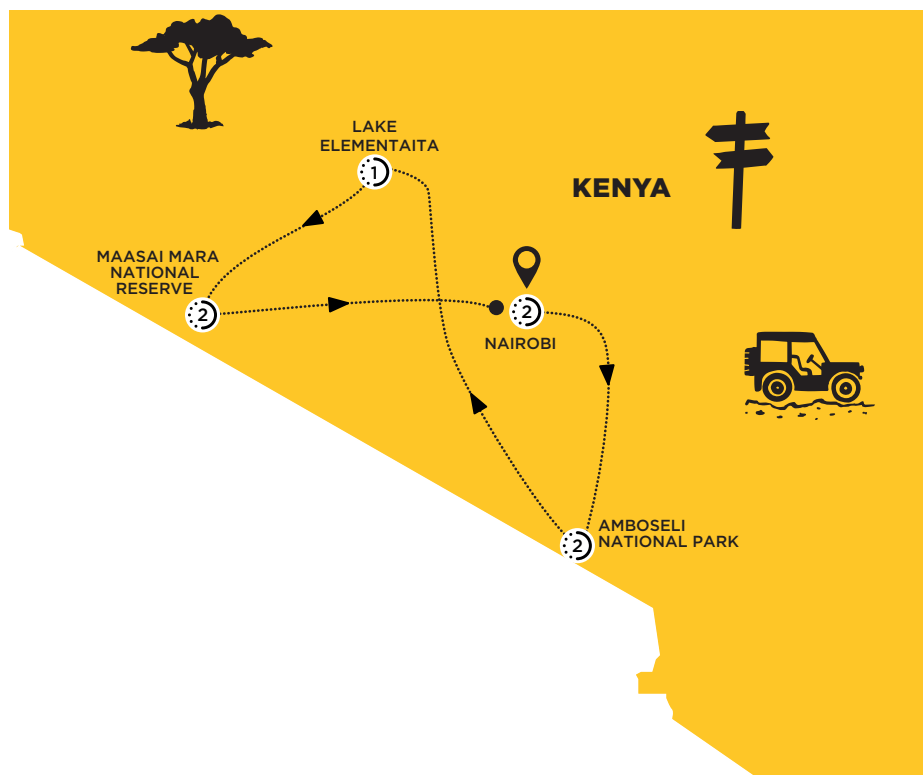 LAKE
ELEMENTAITA
1
KENYA
MAASAI MARA
NATIONAL
RESERVE
2
2
NAIROBI
AMBOSELI
NATIONAL PARK
2